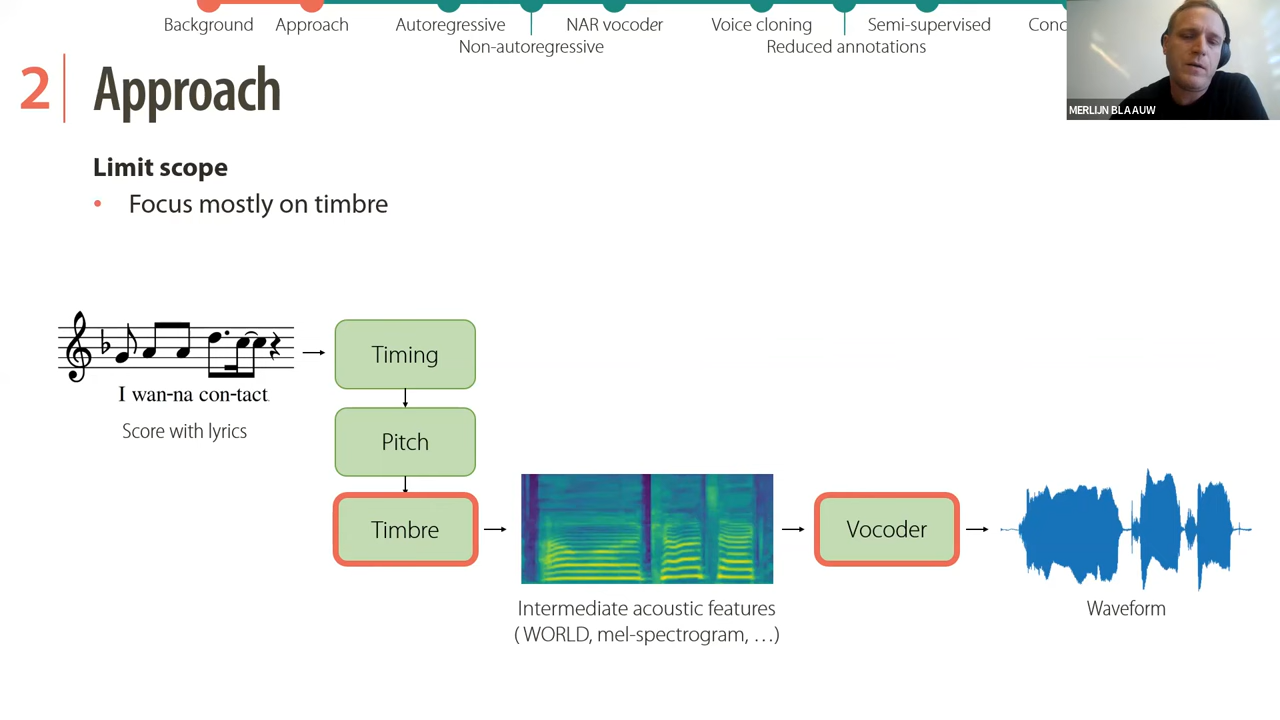 Background Approach Autoregressive NAR vocoder Voice cloning Semi-supervised Conc
Non-autoregressive Reduced annotations
MERLIJN BLAAUW
2 Approach
Limit scope
• Focus mostly on timbre
Timing
I wan-na con-tact
Score with lyrics
Pitch
Timbre
Vocoder
Intermediate acoustic features
( WORLD, mel-spectrogram, …)
Waveform